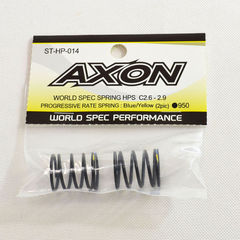 ST-HP-014
AXON
WORLD SPEC SPRING HPS C2.6 - 2.9
PROGRESSIVE RATE SPRING : Blue/Yellow (2pic) ●950
WORLD SPEC PERFORMANCE